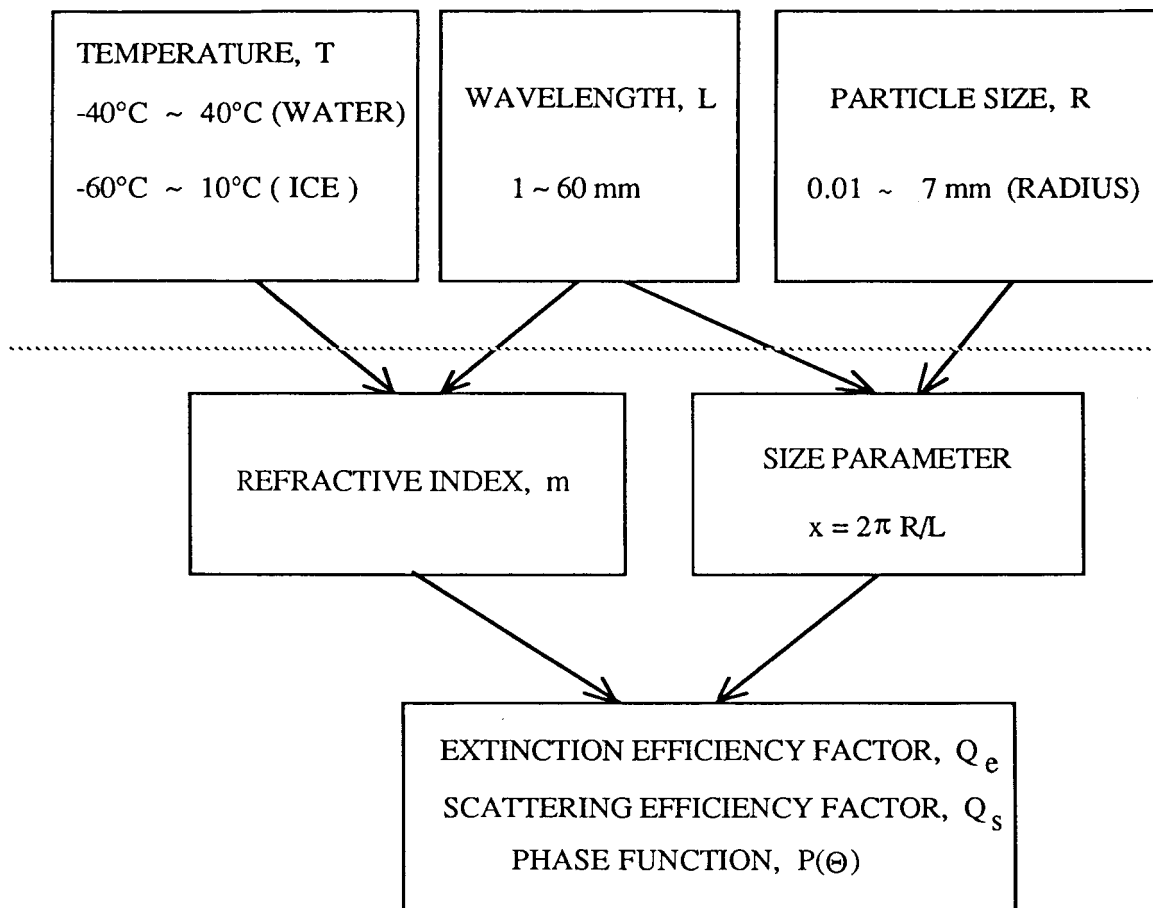 TEMPERATURE, T
-40°C ~ 40°C (WATER)
-60°C ~ 10°C ( ICE )
WAVELENGTH, L
1 ~ 60 mm
PARTICLE SIZE, R
0.01 ~ 7 mm (RADIUS)
REFRACTIVE INDEX, m
SIZE PARAMETER
x = 2π R/L
EXTINCTION EFFICIENCY FACTOR, Qe
SCATTERING EFFICIENCY FACTOR, Qs
PHASE FUNCTION, P(Θ)